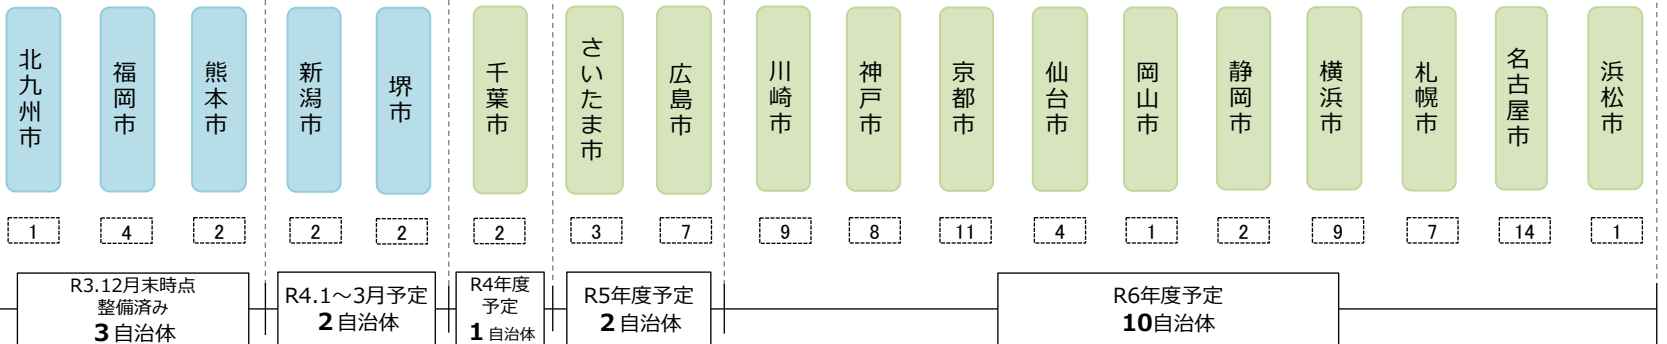 北九州市
福岡市
熊本市
新潟市
堺市
千葉市
さいたま市
広島市
川崎市
神戸市
京都市
仙台市
岡山市
静岡市
横浜市
札幌市
名古屋市
浜松市
1
4
2
2
2
2
3
7
9
8
11
4
1
2
9
7
14
1
R3.12月末時点
整備済み
3自治体
R4.1～3月予定
2自治体
R4年度
予定
1自治体
R5年度予定
2自治体
R6年度予定
10自治体